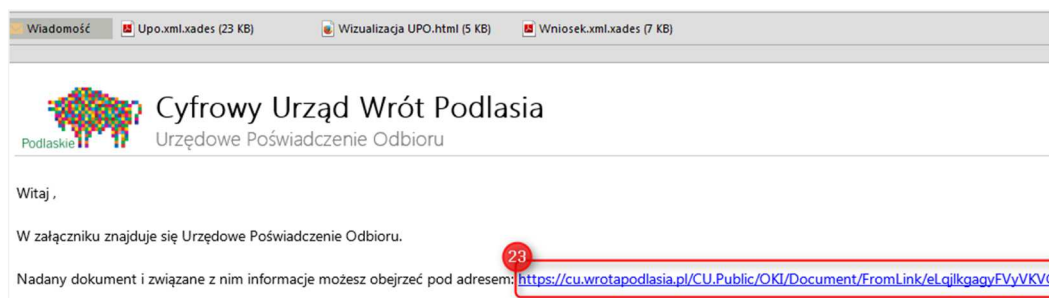 Wiadomość Upo.xml.xades (23 KB) Wizualizacja UPO.html (5 KB) Wniosek.xml.xades (7 KB)
Cyfrowy Urząd Wrót Podlasia
Urzędowe Poświadczenie Odbioru
Podlaskie
Witaj ,
W załączniku znajduje się Urzędowe Poświadczenie Odbioru.
23
Nadany dokument i związane z nim informacje możesz obejrzeć pod adresem: https://cu.wrotapodlasia.pl/CU.Public/OKI/Document/FromLink/eLqjlkgagyFVyVKV